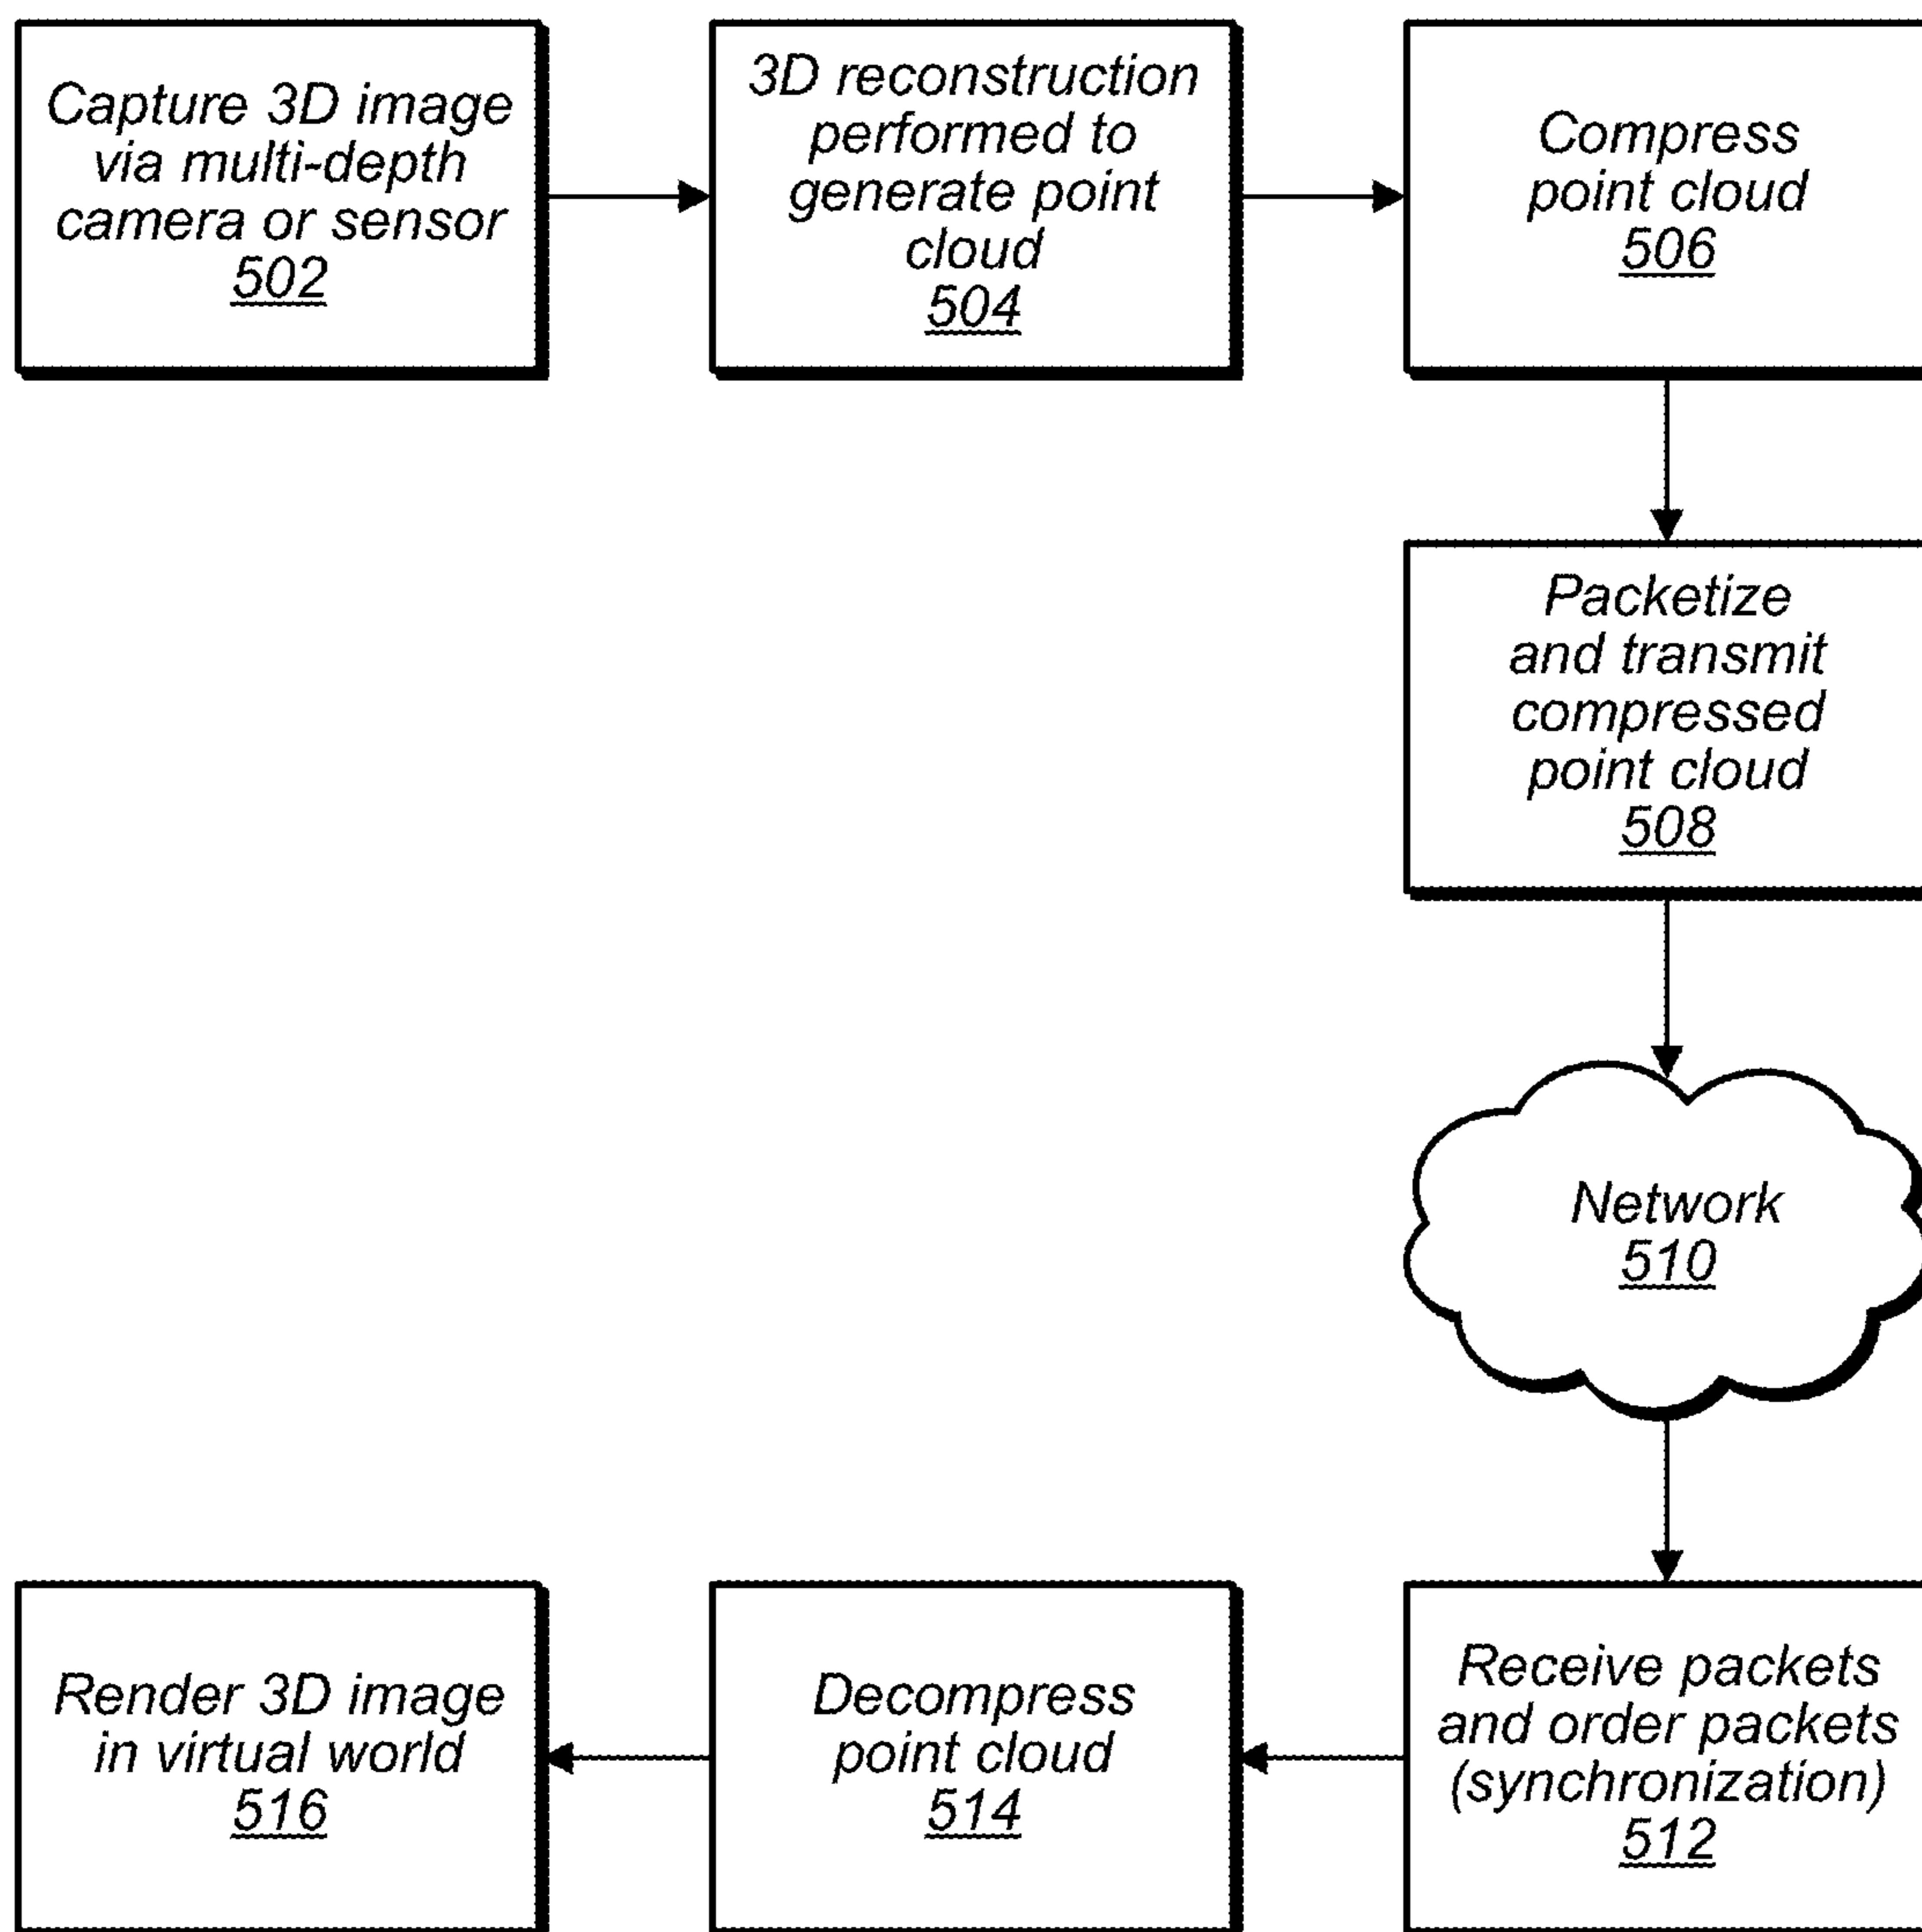 Capture 3D image
via multi-depth
camera or sensor
502
3D reconstruction
performed to
generate point
cloud
504
Compress
point cloud
506
Packetize
and transmit
compressed
point cloud
508
Network
510
Receive packets
and order packets
(synchronization)
512
Decompress
point cloud
514
Render 3D image
in virtual world
516